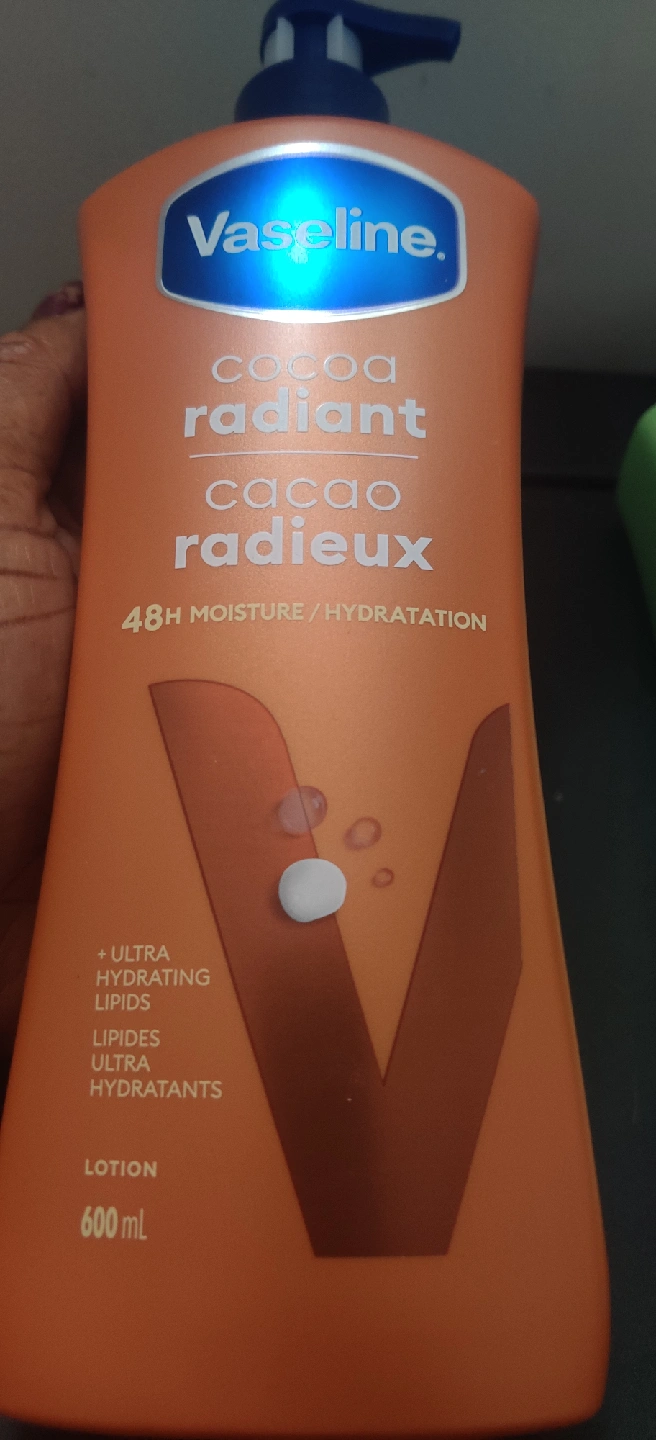 Vaseline.
cocoa
radiant
cacao
radieux
48H MOISTURE / HYDRATATION
+ ULTRA
HYDRATING
LIPIDS
LIPIDES
ULTRA
HYDRATANTS
LOTION
600 mL